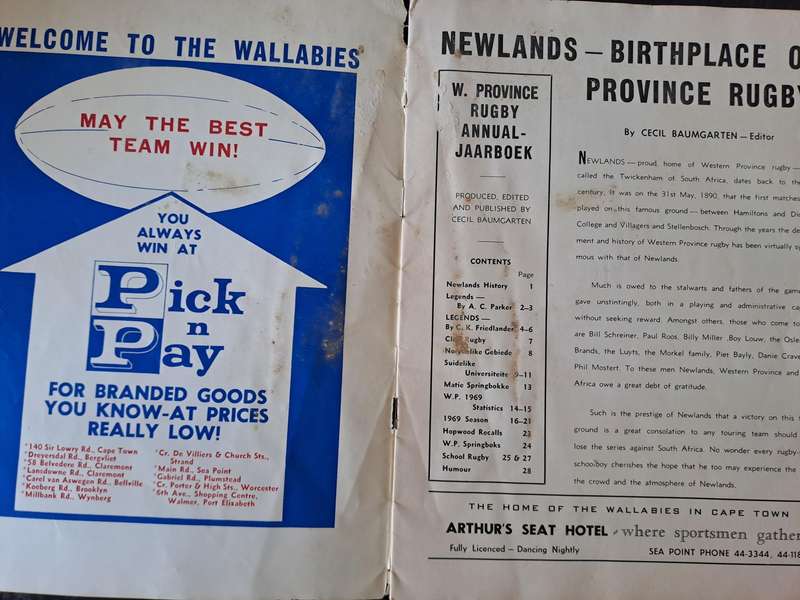 WELCOME TO THE WALLABIES
MAY THE BEST
TEAM WIN!
YOU
ALWAYS
WIN AT
Pick
n
Pay
FOR BRANDED GOODS
YOU KNOW-AT PRICES
REALLY LOW!
*140 Sir Lowry Rd., Cape Town
*Dreyersdal Rd., Bergvliet
*58 Belvedere Rd., Claremont
*Lansdowne Rd., Claremont
*Carel van Aswegen Rd., Bellville
*Koeberg Rd., Brooklyn
*Millbank Rd., Wynberg
*Cr. De Villiers & Church Sts.,
Strand
*Main Rd., Sea Point
*Gabriel Rd., Plumstead
*Cr. Porter & High Sts., Worcester
*6th Ave., Shopping Centre,
Walmer, Port Elizabeth
NEWLANDS – BIRTHPLACE O
PROVINCE RUGBY
W. PROVINCE
RUGBY
ANNUAL-
JAARBOEK
PRODUCED, EDITED
AND PUBLISHED BY
CECIL BAUMGARTEN
CONTENTS
Page
Newlands History 1
Legends —
By A. C. Parker 2–3
LEGENDS —
By C. K. Friedlander 4–6
Club Rugby 7
Noordelike Gebiede 8
Suidelike
Universiteite 9–11
Matie Springbokke 13
W.P. 1969
Statistics 14–15
1969 Season 16–21
Hopwood Recalls 23
W.P. Springboks 24
School Rugby 25 & 27
Humour 28
By CECIL BAUMGARTEN – Editor
NEWLANDS — proud home of Western Province rugby —
called the Twickenham of South Africa, dates back to the
century. It was on the 31st May, 1890, that the first matches
played on this famous ground — between Hamiltons and Di
College and Villagers and Stellenbosch. Through the years the de
ment and history of Western Province rugby has been virtually sy
mous with that of Newlands.
Much is owed to the stalwarts and fathers of the game
gave unstintingly, both in a playing and administrative ca
without seeking reward. Amongst others, those who come to
are Bill Schreiner, Paul Roos, Billy Miller, Boy Louw, the Osle
Brands, the Luyts, the Morkel family, Piet Bayly, Danie Crave
Phil Mostert. To these men Newlands, Western Province and
Africa owe a great debt of gratitude.
Such is the prestige of Newlands that a victory on this
ground is a great consolation to any touring team should
lose the series against South Africa. No wonder every rugby-
schoolboy cherishes the hope that he too may experience the
the crowd and the atmosphere of Newlands.
THE HOME OF THE WALLABIES IN CAPE TOWN
ARTHUR'S SEAT HOTEL - where sportsmen gather
Fully Licenced – Dancing Nightly SEA POINT PHONE 44-3344, 44-118